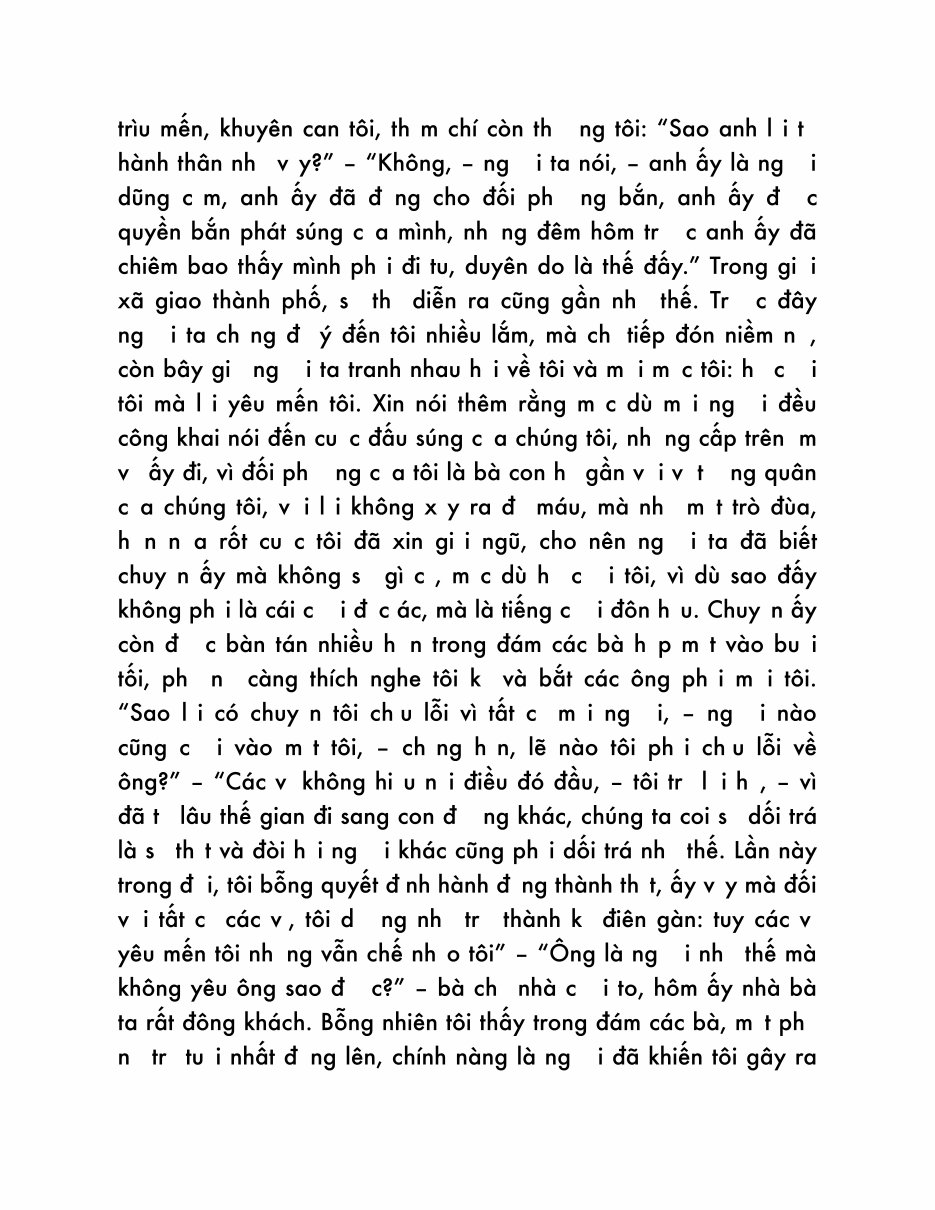 trìu mến, khuyên can tôi, th m chí còn th ng tôi: “Sao anh l i t
hành thân nh v y?” – “Không, – ng i ta nói, – anh ấy là ng i
dũng c m, anh ấy đã đ ng cho đối ph ng bắn, anh ấy đ c
quyền bắn phát súng c a mình, nh ng đêm hôm tr c anh ấy đã
chiêm bao thấy mình ph i đi tu, duyên do là thế đấy.” Trong gi i
xã giao thành phố, s th diễn ra cũng gần nh thế. Tr c đây
ng i ta ch ng đ ý đến tôi nhiều lắm, mà ch tiếp đón niềm n ,
còn bây gi ng i ta tranh nhau h i về tôi và m i m c tôi: h c i
tôi mà l i yêu mến tôi. Xin nói thêm rằng m c dù m i ng i đều
công khai nói đến cu c đấu súng c a chúng tôi, nh ng cấp trên m
v ấy đi, vì đối ph ng c a tôi là bà con h gần v i v t ng quân
c a chúng tôi, v i l i không x y ra đ máu, mà nh m t trò đùa,
h n n a rốt cu c tôi đã xin gi i ngũ, cho nên ng i ta đã biết
chuy n ấy mà không s gì c , m c dù h c i tôi, vì dù sao đấy
không ph i là cái c i đ c ác, mà là tiếng c i đôn h u. Chuy n ấy
còn đ c bàn tán nhiều h n trong đám các bà h p m t vào bu i
tối, ph n càng thích nghe tôi k và bắt các ông ph i m i tôi.
“Sao l i có chuy n tôi ch u lỗi vì tất c m i ng i, – ng i nào
cũng c i vào m t tôi, – ch ng h n, lẽ nào tôi ph i ch u lỗi về
ông?” – “Các v không hi u n i điều đó đầu, – tôi tr l i h , – vì
đã t lâu thế gian đi sang con đ ng khác, chúng ta coi s dối trá
là s th t và đòi h i ng i khác cũng ph i dối trá nh thế. Lần này
trong đ i, tôi bỗng quyết đ nh hành đ ng thành th t, ấy v y mà đối
v i tất c các v , tôi d ng nh tr thành k điên gàn: tuy các v
yêu mến tôi nh ng vẫn chế nh o tôi” – “Ông là ng i nh thế mà
không yêu ông sao đ c?” – bà ch nhà c i to, hôm ấy nhà bà
ta rất đông khách. Bỗng nhiên tôi thấy trong đám các bà, m t ph
n tr tu i nhất đ ng lên, chính nàng là ng i đã khiến tôi gây ra